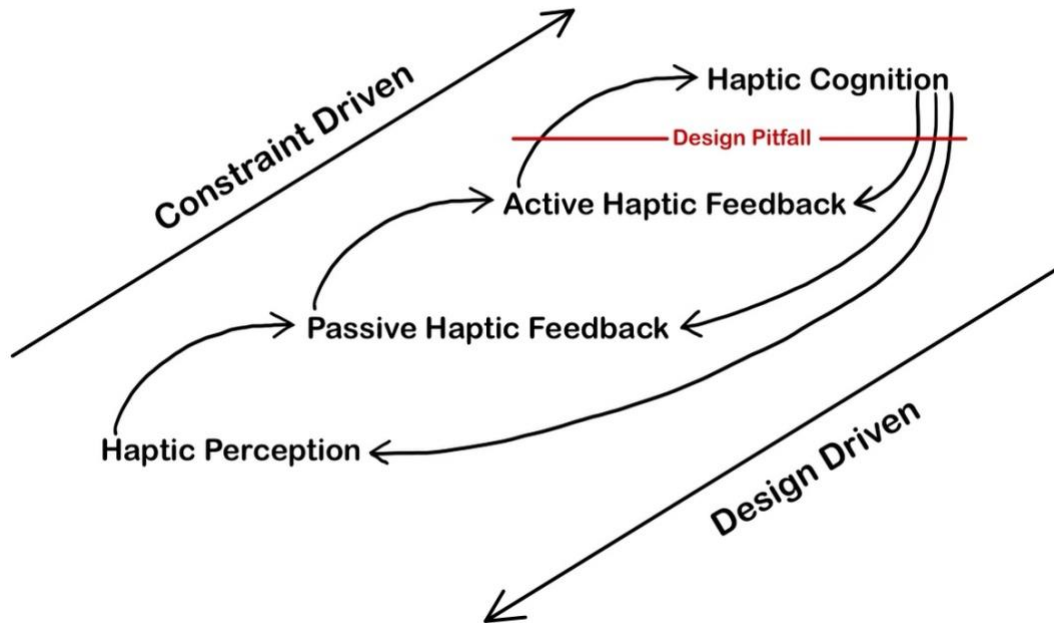 Constraint Driven
Haptic Cognition
Design Pitfall
Active Haptic Feedback
Passive Haptic Feedback
Haptic Perception
Design Driven